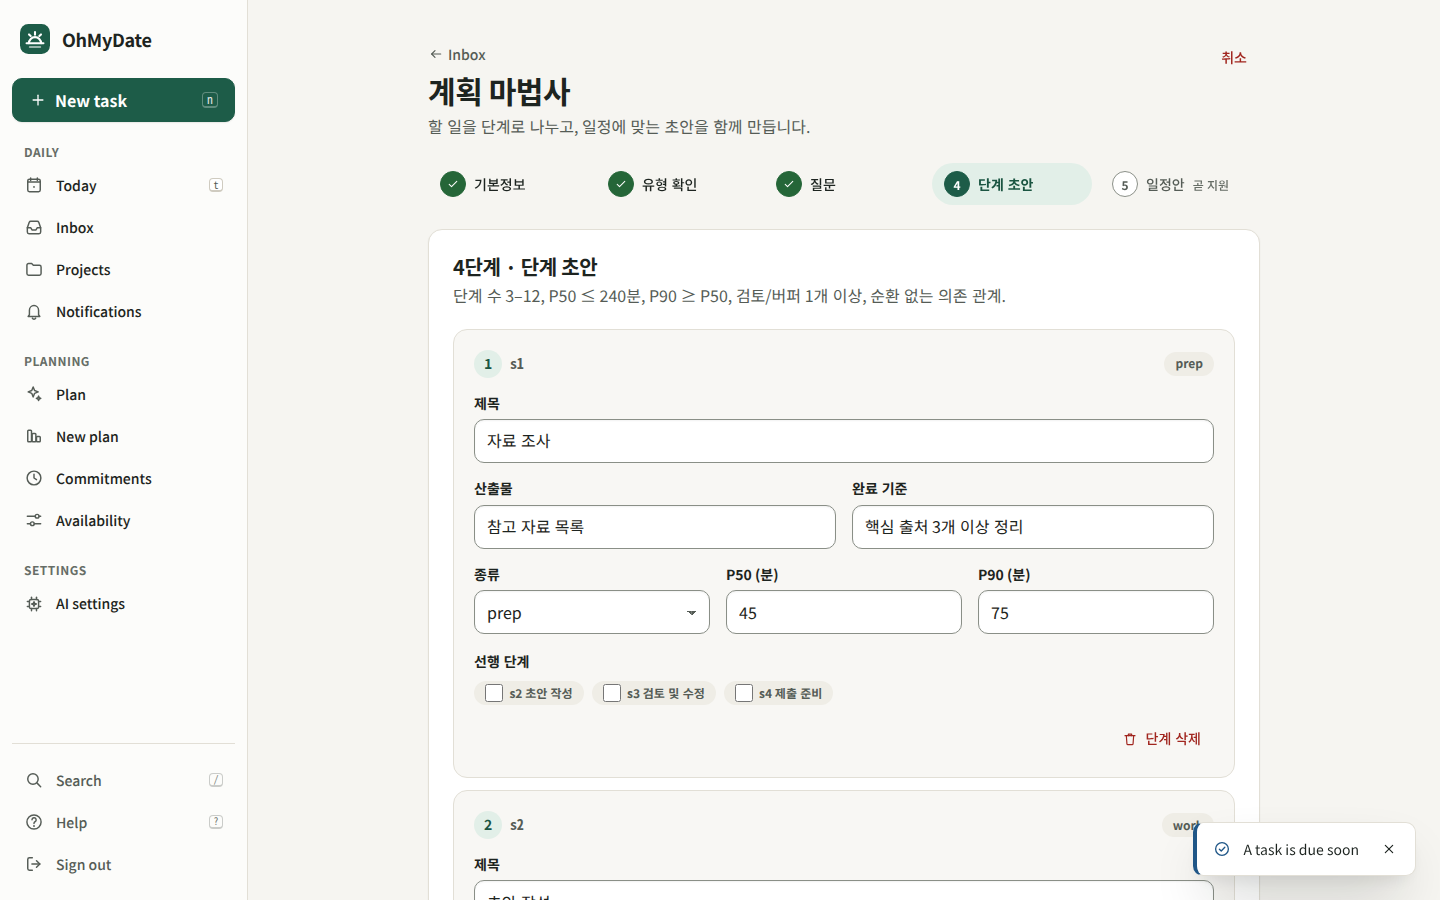 OhMyDate
New task n
DAILY
Today t
Inbox
Projects
Notifications
PLANNING
Plan
New plan
Commitments
Availability
SETTINGS
AI settings
Search /
Help ?
Sign out
← Inbox
취소
계획 마법사
할 일을 단계로 나누고, 일정에 맞는 초안을 함께 만듭니다.
기본정보 유형 확인 질문 4 단계 초안 5 일정안 곧 지원
4단계 · 단계 초안
단계 수 3–12, P50 ≤ 240분, P90 ≥ P50, 검토/버퍼 1개 이상, 순환 없는 의존 관계.
1 s1 prep
제목
자료 조사
산출물 완료 기준
참고 자료 목록 핵심 출처 3개 이상 정리
종류 P50 (분) P90 (분)
prep 45 75
선행 단계
s2 초안 작성 s3 검토 및 수정 s4 제출 준비
단계 삭제
2 s2 work
제목
초안 작성
A task is due soon